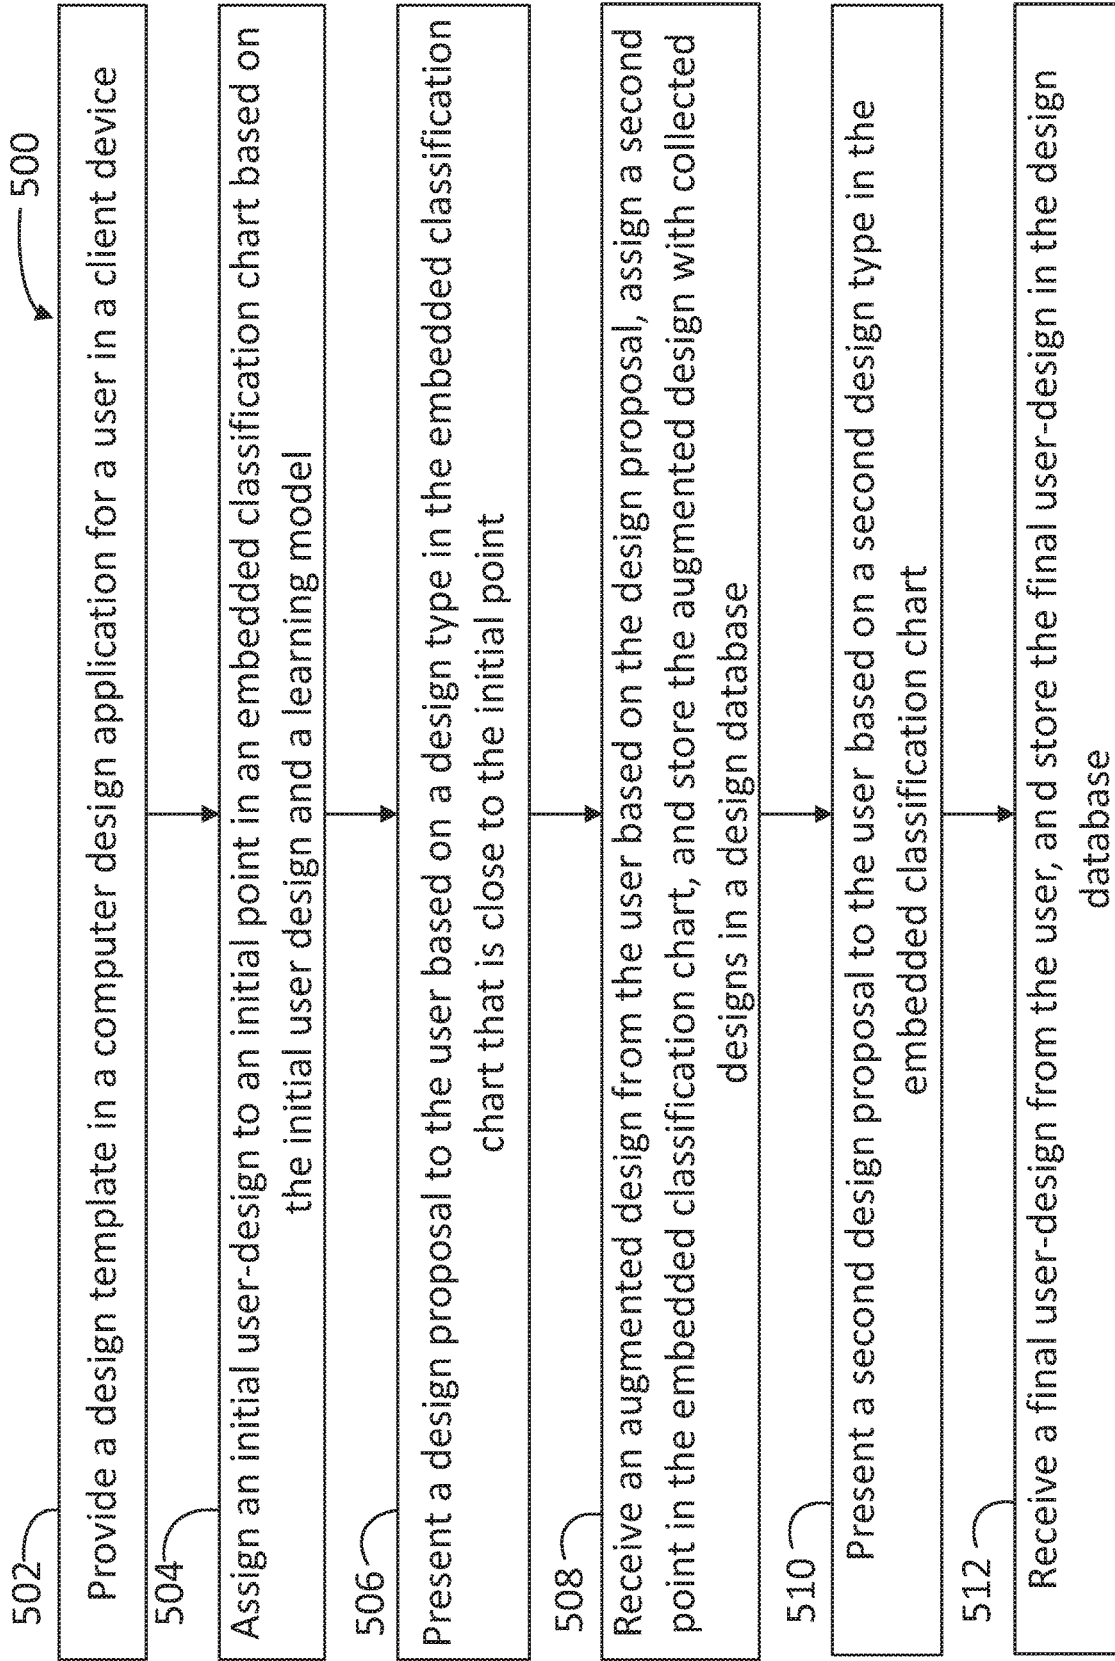 500
502
Provide a design template in a computer design application for a user in a client device
504
Assign an initial user-design to an initial point in an embedded classification chart based on
the initial user design and a learning model
506
Present a design proposal to the user based on a design type in the embedded classification
chart that is close to the initial point
508
Receive an augmented design from the user based on the design proposal, assign a second
point in the embedded classification chart, and store the augmented design with collected
designs in a design database
510
Present a second design proposal to the user based on a second design type in the
embedded classification chart
512
Receive a final user-design from the user, and store the final user-design in the design
database